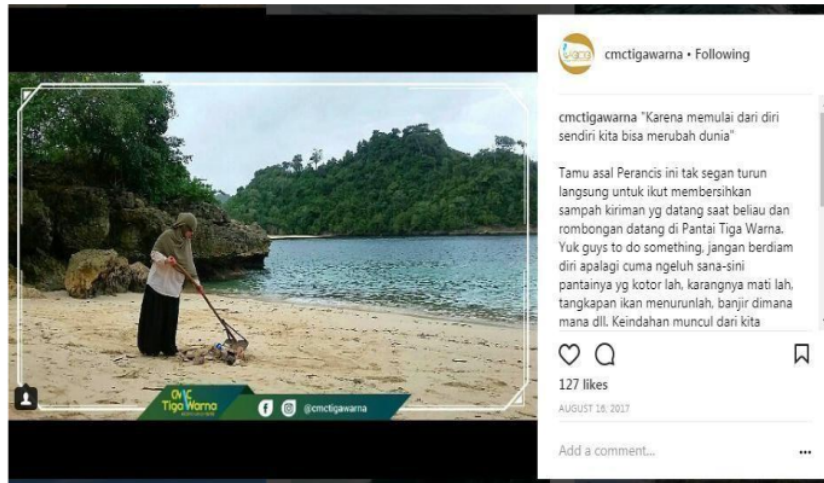 cmctigawarna • Following
cmctigawarna "Karena memulai dari diri
sendiri kita bisa merubah dunia"
Tamu asal Perancis ini tak segan turun
langsung untuk ikut membersihkan
sampah kiriman yg datang saat beliau dan
rombongan datang di Pantai Tiga Warna.
Yuk guys to do something, jangan berdiam
diri apalagi cuma ngeluh sana-sini
pantainya yg kotor lah, karangnya mati lah,
tangkapan ikan menurunlah, banjir dimana
mana dll. Keindahan muncul dari kita
127 likes
AUGUST 16, 2017
Add a comment...
CMC
Tiga Warna
@cmctigawarna